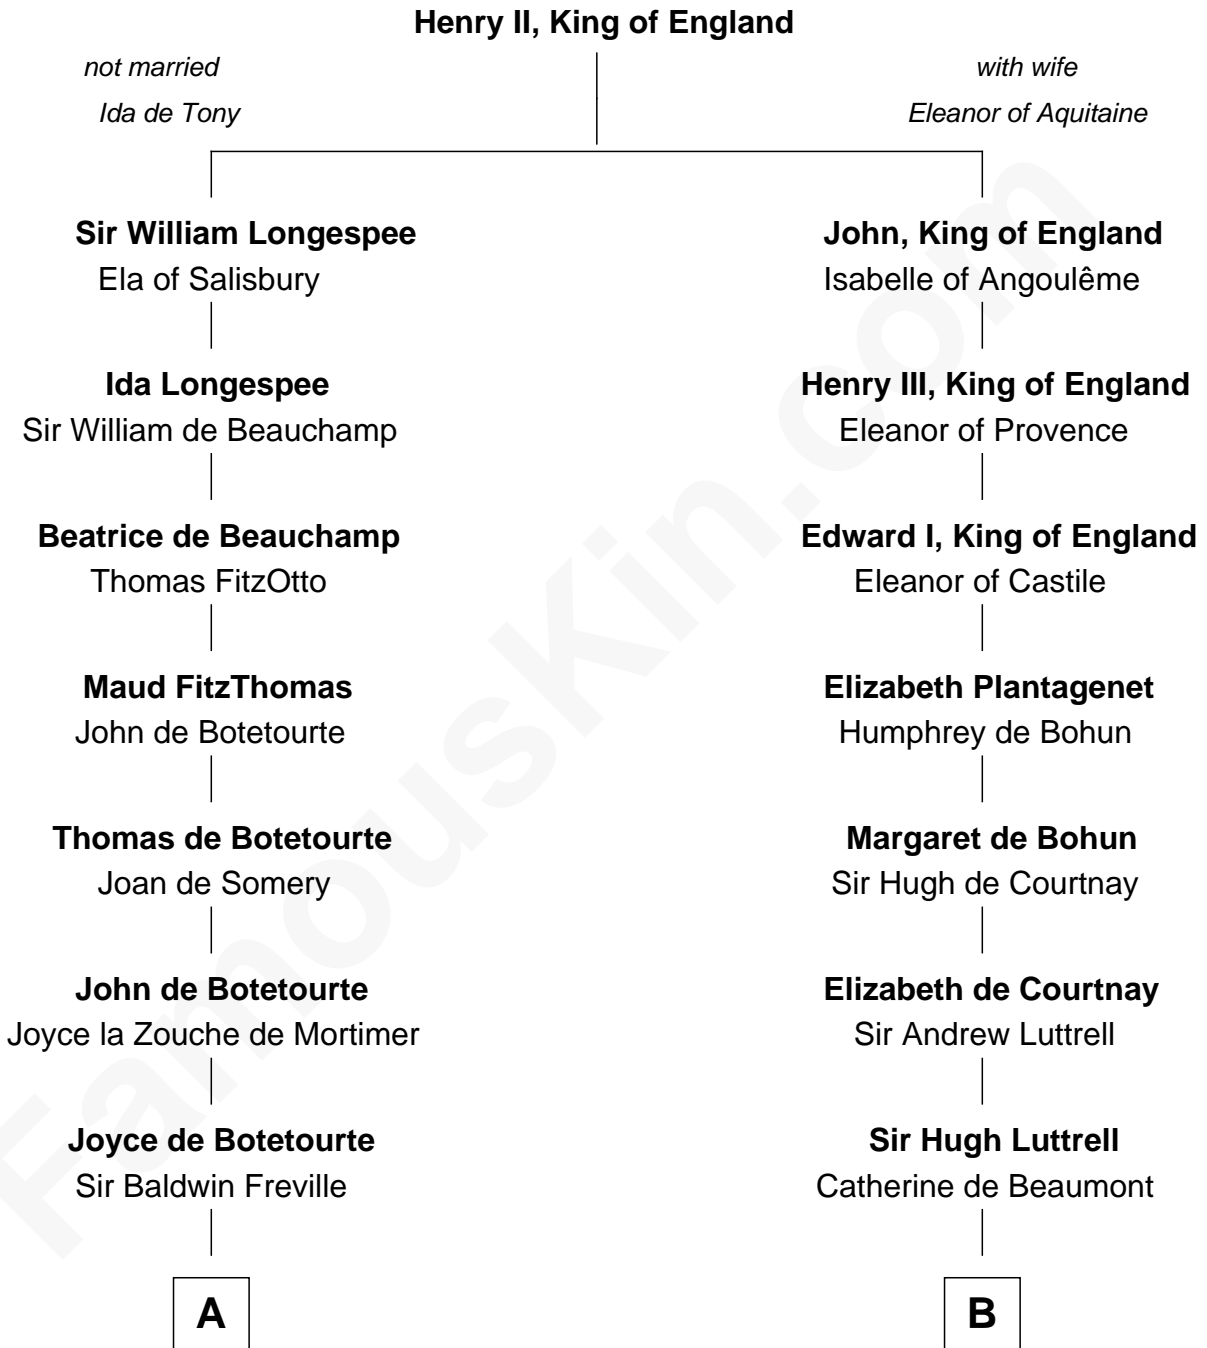 Henry II, King of England
not married
with wife
Ida de Tony
Eleanor of Aquitaine
Sir William Longespee
Ela of Salisbury
John, King of England
Isabelle of Angoulême
Ida Longespee
Sir William de Beauchamp
Henry III, King of England
Eleanor of Provence
Beatrice de Beauchamp
Thomas FitzOtto
Edward I, King of England
Eleanor of Castile
Maud FitzThomas
John de Botetourte
Elizabeth Plantagenet
Humphrey de Bohun
Thomas de Botetourte
Joan de Somery
Margaret de Bohun
Sir Hugh de Courtnay
John de Botetourte
Joyce la Zouche de Mortimer
Elizabeth de Courtnay
Sir Andrew Luttrell
Joyce de Botetourte
Sir Baldwin Freville
Sir Hugh Luttrell
Catherine de Beaumont
A
B
FamousKin.com